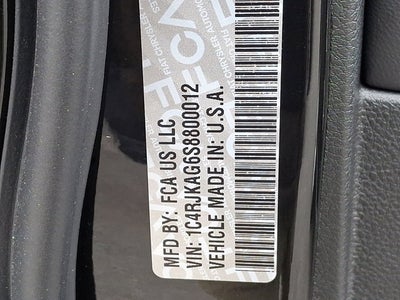 MFD BY: FCA US LLC
VIN: 1C4RJKAG6S8800012
VEHICLE MADE IN: U.S.A.